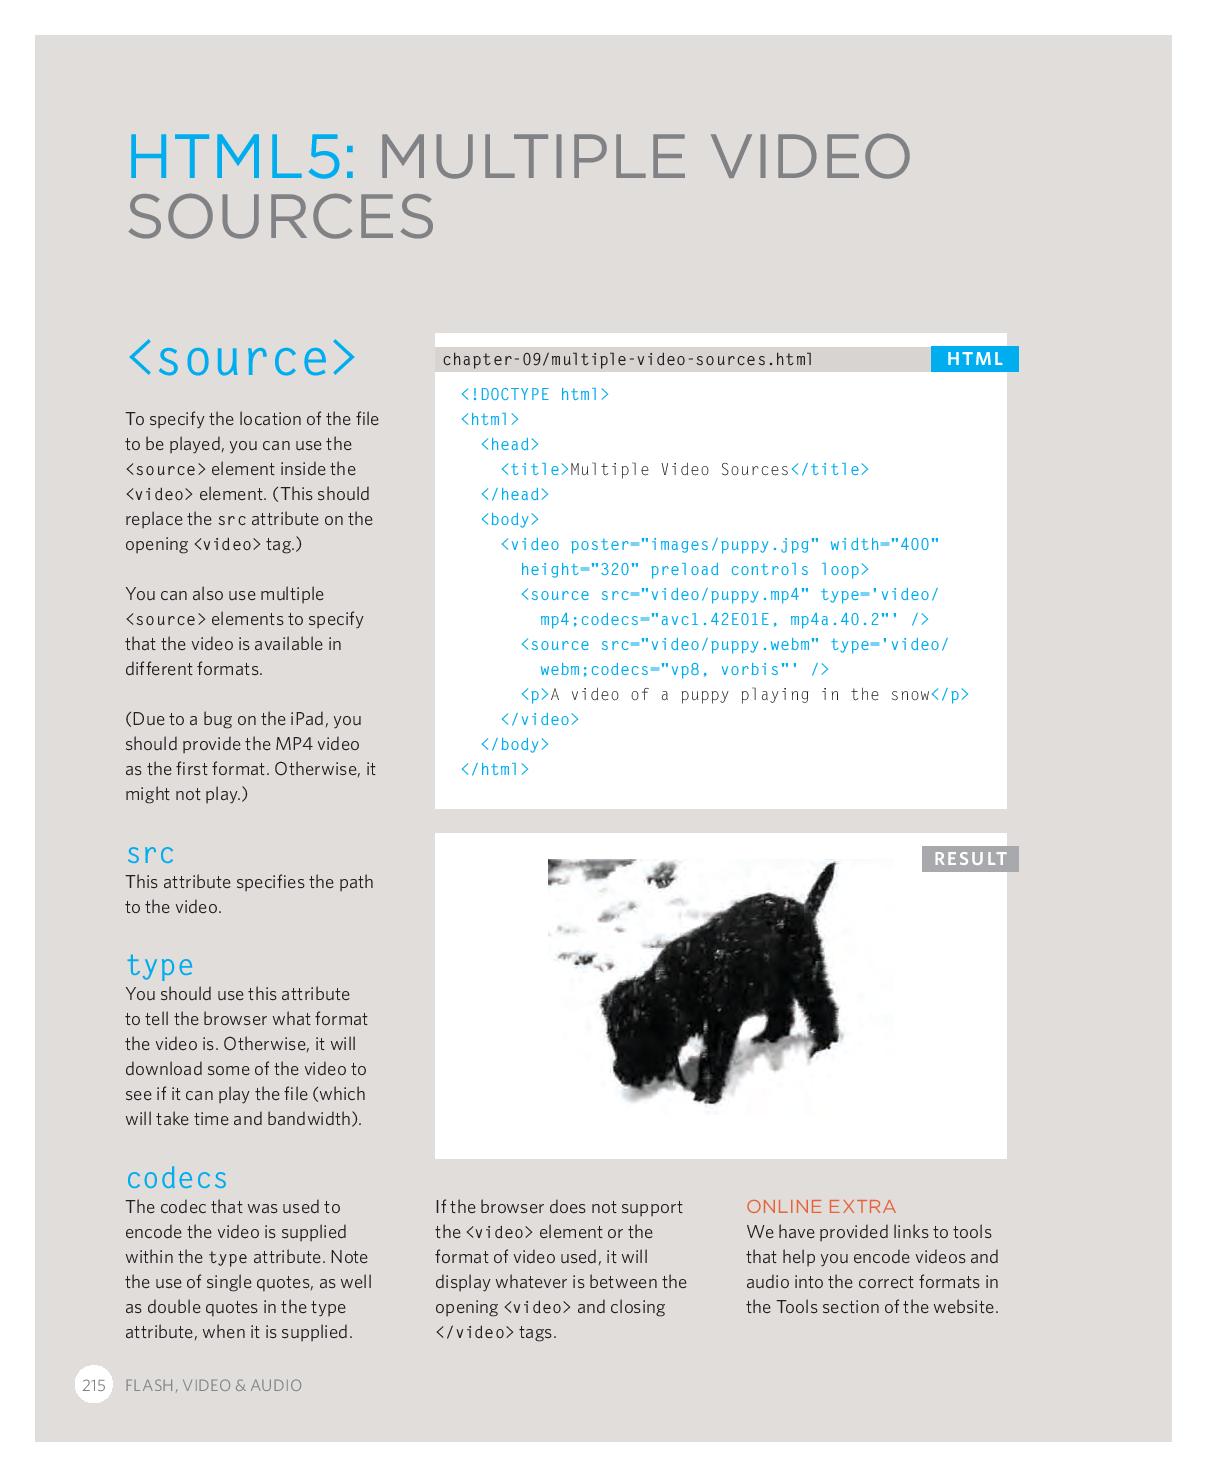 HTML5: MULTIPLE VIDEO
SOURCES
<source>
To specify the location of the file
to be played, you can use the
<source> element inside the
<video> element. (This should
replace the src attribute on the
opening <video> tag.)
You can also use multiple
<source> elements to specify
that the video is available in
different formats.
(Due to a bug on the iPad, you
should provide the MP4 video
as the first format. Otherwise, it
might not play.)
src
This attribute specifies the path
to the video.
type
You should use this attribute
to tell the browser what format
the video is. Otherwise, it will
download some of the video to
see if it can play the file (which
will take time and bandwidth).
codecs
The codec that was used to
encode the video is supplied
within the type attribute. Note
the use of single quotes, as well
as double quotes in the type
attribute, when it is supplied.
chapter-09/multiple-video-sources.html HTML
<!DOCTYPE html>
<html>
<head>
<title>Multiple Video Sources</title>
</head>
<body>
<video poster="images/puppy.jpg" width="400"
height="320" preload controls loop>
<source src="video/puppy.mp4" type='video/
mp4;codecs="avc1.42E01E, mp4a.40.2"' />
<source src="video/puppy.webm" type='video/
webm;codecs="vp8, vorbis"' />
<p>A video of a puppy playing in the snow</p>
</video>
</body>
</html>
RESULT
If the browser does not support
the <video> element or the
format of video used, it will
display whatever is between the
opening <video> and closing
</video> tags.
ONLINE EXTRA
We have provided links to tools
that help you encode videos and
audio into the correct formats in
the Tools section of the website.
215 FLASH, VIDEO & AUDIO